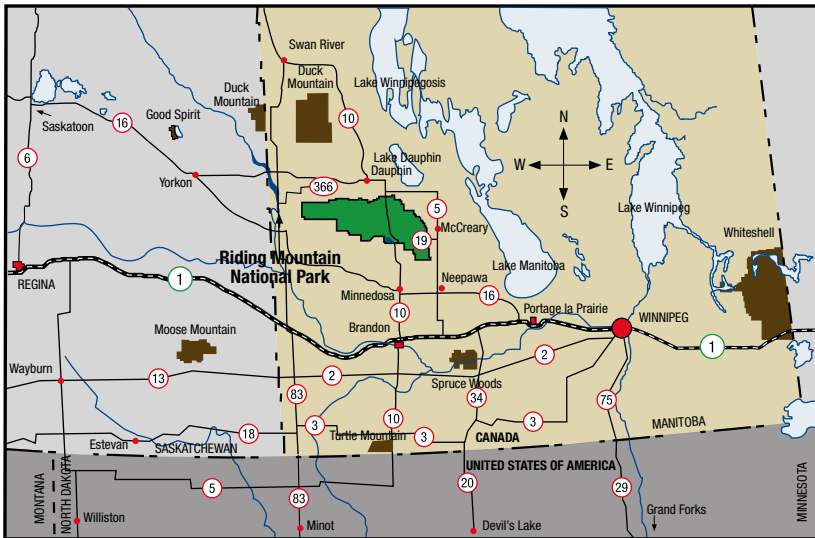 Swan River
Duck
Mountain
Duck
Mountain
Lake Winnipegosis
Good Spirit
Saskatoon
16
10
N
W
E
S
6
Yorkon
Lake Dauphin
Dauphin
366
5
McCreary
19
Lake Winnipeg
Whiteshell
Riding Mountain
National Park
Lake Manitoba
REGINA
1
Minnedosa
Neepawa
16
Portage la Prairie
10
Brandon
WINNIPEG
1
Moose Mountain
Wayburn
13
2
2
Spruce Woods
83
34
75
10
3
3
3
MANITOBA
Turtle Mountain
CANADA
18
Estevan
SASKATCHEWAN
UNITED STATES OF AMERICA
5
83
20
29
MONTANA
NORTH DAKOTA
MINNESOTA
Williston
Minot
Devil's Lake
Grand Forks